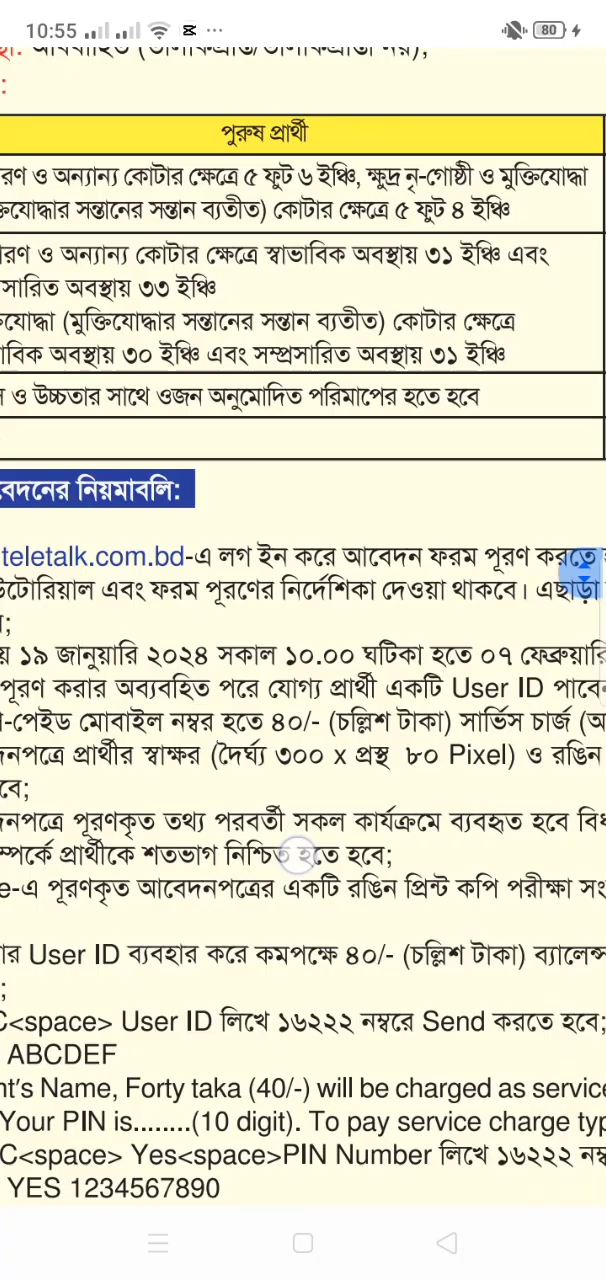 10:55
80
অবিবাহিত (তালাকপ্রাপ্ত/তালাকপ্রাপ্তা নয়);
:
পুরুষ প্রার্থী
রণ ও অন্যান্য কোটার ক্ষেত্রে ৫ ফুট ৬ ইঞ্চি, ক্ষুদ্র নৃ-গোষ্ঠী ও মুক্তিযোদ্ধা
ক্তিযোদ্ধার সন্তানের সন্তান ব্যতীত) কোটার ক্ষেত্রে ৫ ফুট ৪ ইঞ্চি
রণ ও অন্যান্য কোটার ক্ষেত্রে স্বাভাবিক অবস্থায় ৩১ ইঞ্চি এবং
সারিত অবস্থায় ৩৩ ইঞ্চি
যোদ্ধা (মুক্তিযোদ্ধার সন্তানের সন্তান ব্যতীত) কোটার ক্ষেত্রে
াবিক অবস্থায় ৩০ ইঞ্চি এবং সম্প্রসারিত অবস্থায় ৩১ ইঞ্চি
ও উচ্চতার সাথে ওজন অনুমোদিত পরিমাপের হতে হবে
বেদনের নিয়মাবলি:
teletalk.com.bd-এ লগ ইন করে আবেদন ফরম পূরণ করতে
উটোরিয়াল এবং ফরম পূরণের নির্দেশিকা দেওয়া থাকবে। এছাড়া
;
য় ১৯ জানুয়ারি ২০২৪ সকাল ১০.০০ ঘটিকা হতে ০৭ ফেব্রুয়ারি
পূরণ করার অব্যবহিত পরে যোগ্য প্রার্থী একটি User ID পাবেন
-পেইড মোবাইল নম্বর হতে ৪০/- (চল্লিশ টাকা) সার্ভিস চার্জ (অ
দনপত্রে প্রার্থীর স্বাক্ষর (দৈর্ঘ্য ৩০০ x প্রস্থ ৮০ Pixel) ও রঙিন
বে;
দনপত্রে পূরণকৃত তথ্য পরবর্তী সকল কার্যক্রমে ব্যবহৃত হবে বিধ
ম্পর্কে প্রার্থীকে শতভাগ নিশ্চিত হতে হবে;
e-এ পূরণকৃত আবেদনপত্রের একটি রঙিন প্রিন্ট কপি পরীক্ষা সং
ার User ID ব্যবহার করে কমপক্ষে ৪০/- (চল্লিশ টাকা) ব্যালেন্স
;
C<space> User ID লিখে ১৬২২২ নম্বরে Send করতে হবে;
ABCDEF
nt's Name, Forty taka (40/-) will be charged as service
Your PIN is........(10 digit). To pay service charge typ
C<space> Yes<space>PIN Number লিখে ১৬২২২ নম্ব
YES 1234567890